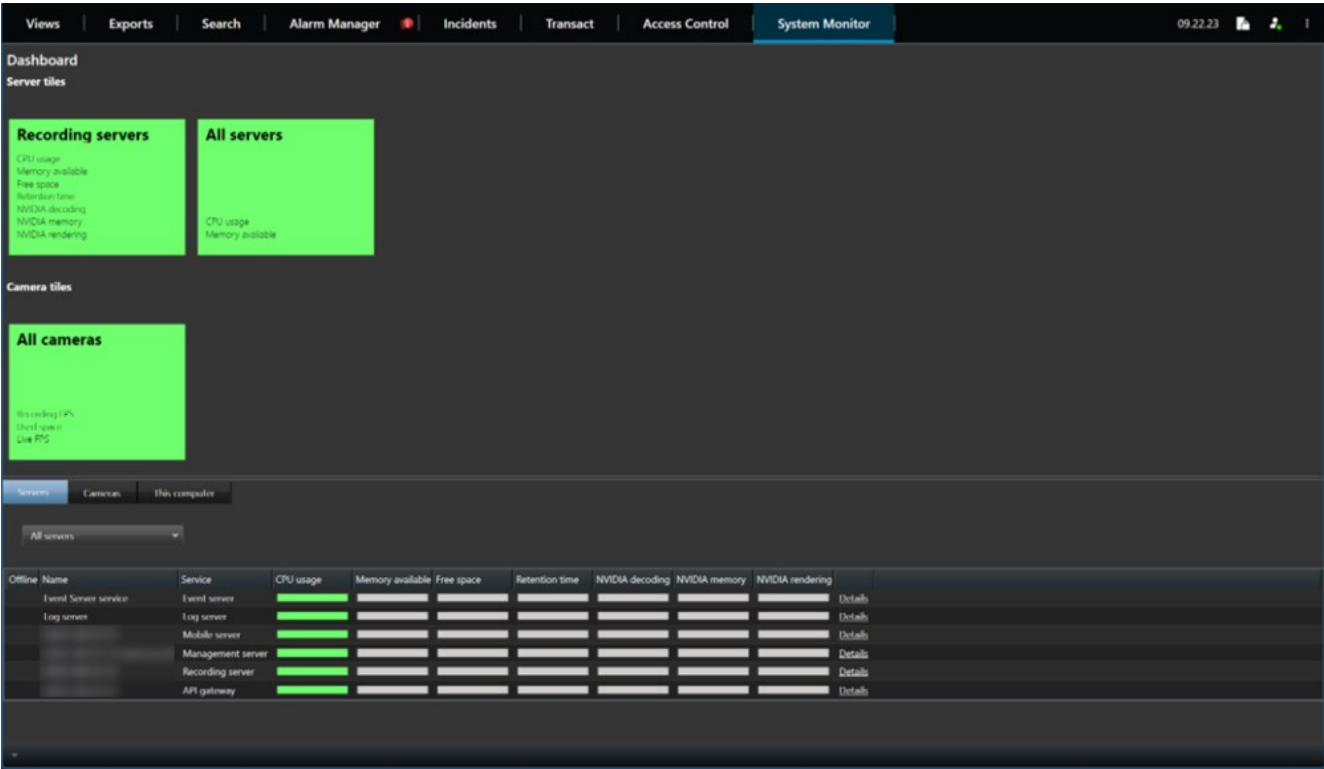 Views Exports Search Alarm Manager Incidents Transact Access Control System Monitor 09.22.23
Dashboard
Server tiles
Recording servers
CPU usage
Memory available
Free space
Retention time
NVIDIA decoding
NVIDIA memory
NVIDIA rendering
All servers
CPU usage
Memory available
Camera tiles
All cameras
Recording FPS
Used space
Live FPS
Servers Cameras This computer
All servers
Offline Name Service CPU usage Memory available Free space Retention time NVIDIA decoding NVIDIA memory NVIDIA rendering
Event Server service Event server Details
Log server Log server Details
Mobile server Details
Management server Details
Recording server Details
API gateway Details